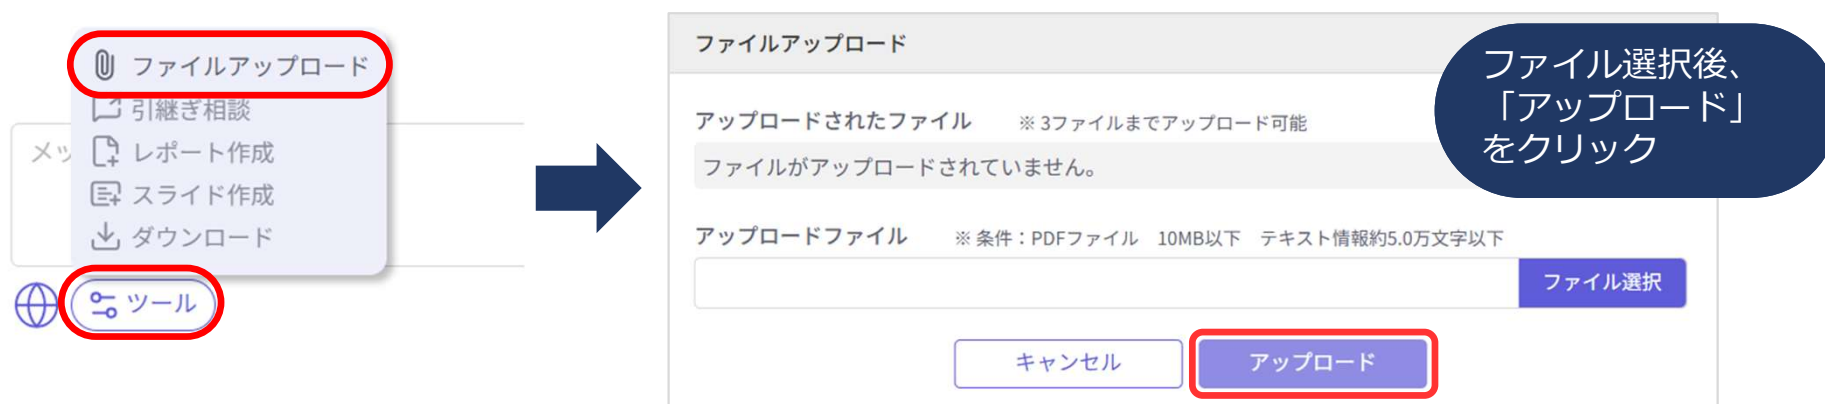 ファイルアップロード
引継ぎ相談
レポート作成
スライド作成
ダウンロード
メッ
ツール
ファイルアップロード
アップロードされたファイル ※ 3ファイルまでアップロード可能
ファイルがアップロードされていません。
アップロードファイル ※ 条件：PDFファイル 10MB以下 テキスト情報約5.0万文字以下
ファイル選択
キャンセル
アップロード
ファイル選択後、
「アップロード」
をクリック